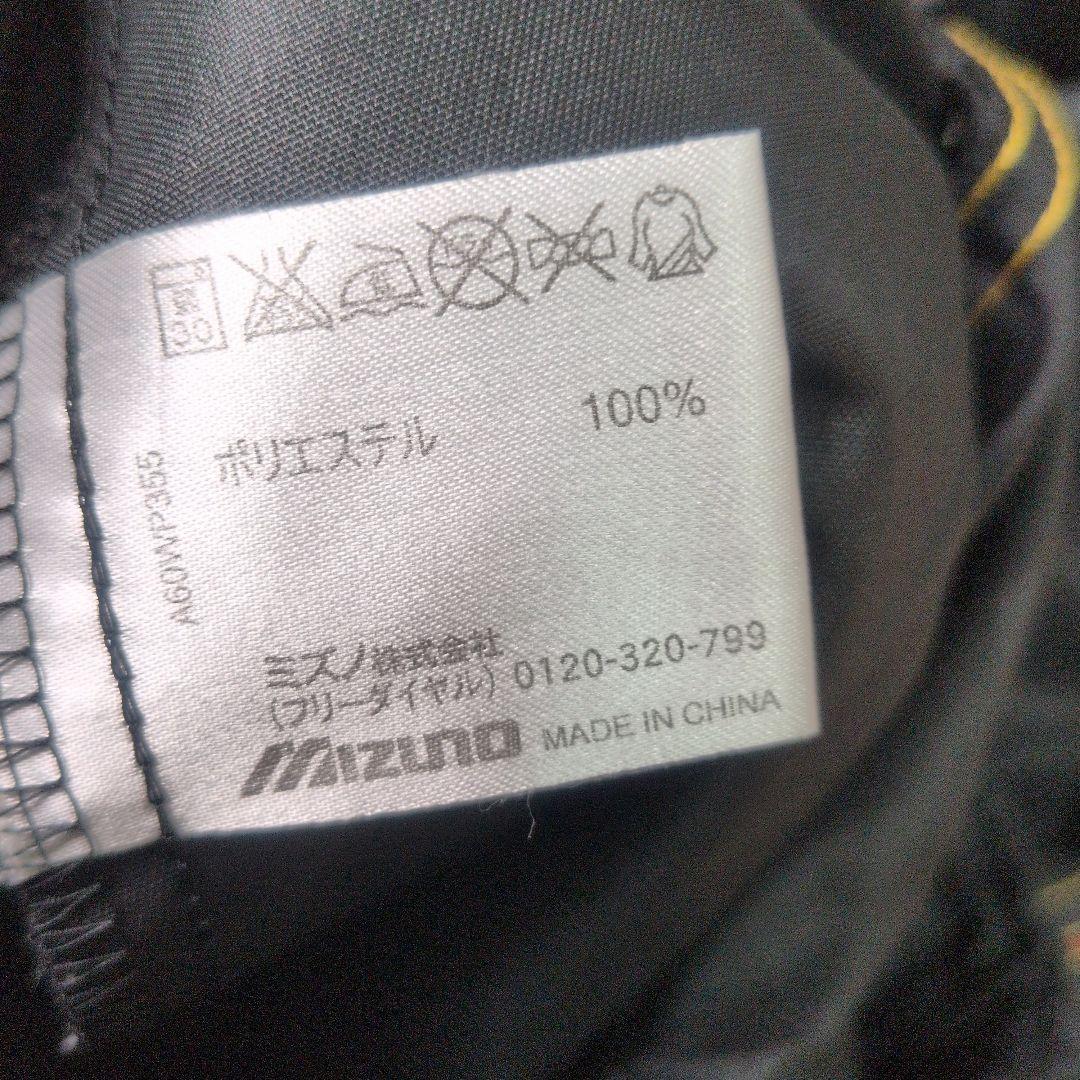 ポリエステル 100%
A60WP355
ミズノ株式会社
(フリーダイヤル) 0120-320-799
MIZUNO MADE IN CHINA